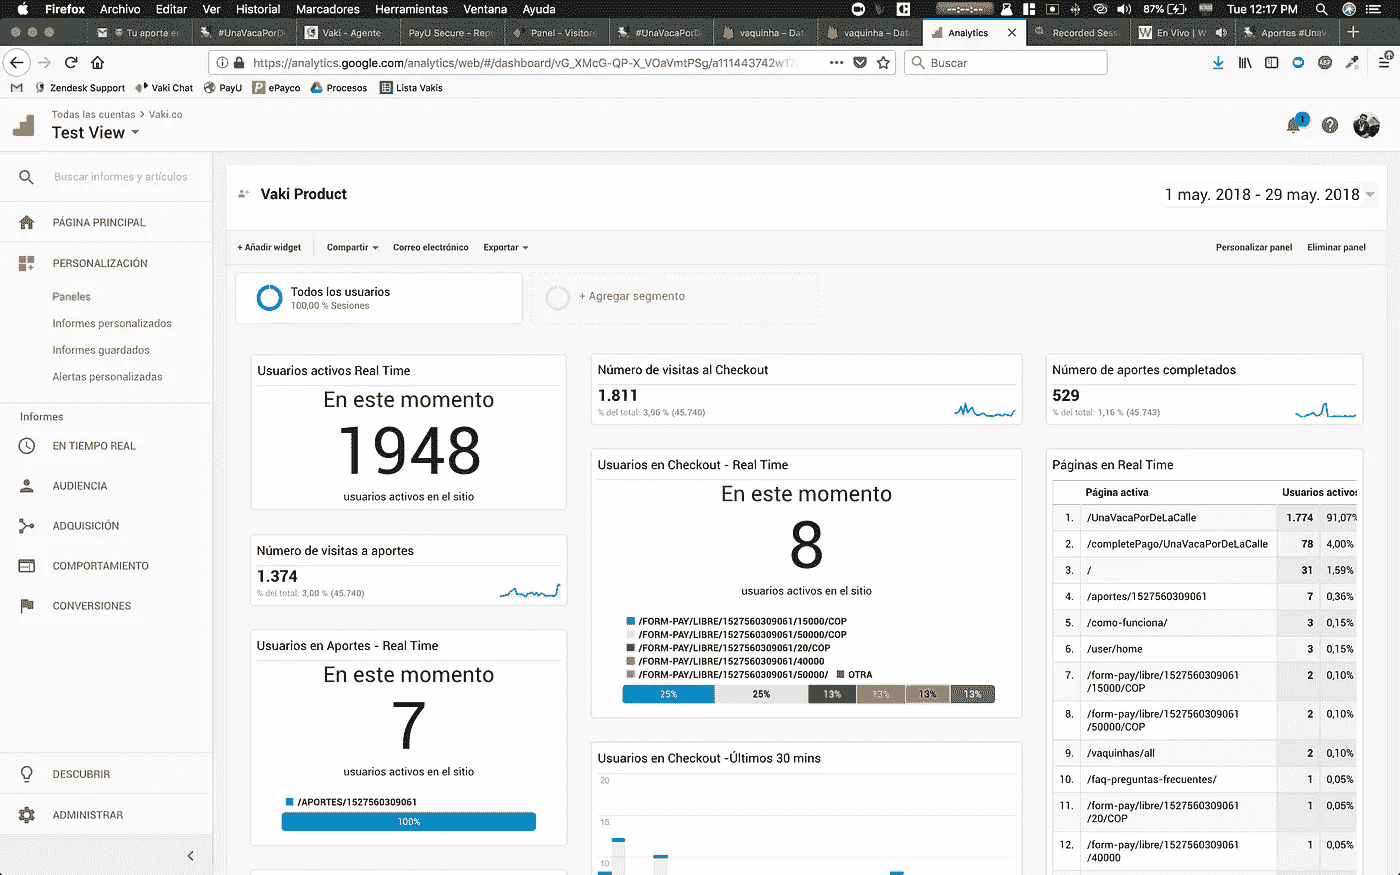 Firefox Archivo Editar Ver Historial Marcadores Herramientas Ventana Ayuda
87% Tue 12:17 PM
Tu aporte en #UnaVacaPorD Vaki - Agente PayU Secure - Rep Panel - Visitors #UnaVacaPorD vaquinha – Dat vaquinha – Dat Analytics Recorded Sess En Vivo | W Aportes #UnaV
https://analytics.google.com/analytics/web/#/dashboard/vG_XMcG-QP-X_VOaVmtPSg/a111443742w17
Buscar
Zendesk Support Vaki Chat PayU ePayco Procesos Lista Vakis
Todas las cuentas > Vaki.co
Test View
1
Buscar informes y artículos
PÁGINA PRINCIPAL
PERSONALIZACIÓN
Paneles
Informes personalizados
Informes guardados
Alertas personalizadas
Informes
EN TIEMPO REAL
AUDIENCIA
ADQUISICIÓN
COMPORTAMIENTO
CONVERSIONES
DESCUBRIR
ADMINISTRAR
Vaki Product
1 may. 2018 - 29 may. 2018
+ Añadir widget Compartir Correo electrónico Exportar
Personalizar panel Eliminar panel
Todos los usuarios
100,00 % Sesiones
+ Agregar segmento
Usuarios activos Real Time
En este momento
1948
usuarios activos en el sitio
Número de visitas a aportes
1.374
% del total: 3,00 % (45.740)
Usuarios en Aportes - Real Time
En este momento
7
usuarios activos en el sitio
/APORTES/1527560309061
100%
Número de visitas al Checkout
1.811
% del total: 3,96 % (45.740)
Usuarios en Checkout - Real Time
En este momento
8
usuarios activos en el sitio
/FORM-PAY/LIBRE/1527560309061/15000/COP
/FORM-PAY/LIBRE/1527560309061/50000/COP
/FORM-PAY/LIBRE/1527560309061/20/COP
/FORM-PAY/LIBRE/1527560309061/40000
/FORM-PAY/LIBRE/1527560309061/50000/ OTRA
25% 25% 13% 13% 13% 13%
Usuarios en Checkout -Últimos 30 mins
20
15
10
Número de aportes completados
529
% del total: 1,16 % (45.743)
Páginas en Real Time
Página activa Usuarios activos
1. /UnaVacaPorDeLaCalle 1.774 91,07%
2. /completePago/UnaVacaPorDeLaCalle 78 4,00%
3. / 31 1,59%
4. /aportes/1527560309061 7 0,36%
5. /como-funciona/ 3 0,15%
6. /user/home 3 0,15%
7. /form-pay/libre/1527560309061 2 0,10%
/15000/COP
8. /form-pay/libre/1527560309061 2 0,10%
/50000/COP
9. /vaquinhas/all 2 0,10%
10. /faq-preguntas-frecuentes/ 1 0,05%
11. /form-pay/libre/1527560309061 1 0,05%
/20/COP
12. /form-pay/libre/1527560309061 1 0,05%
/40000